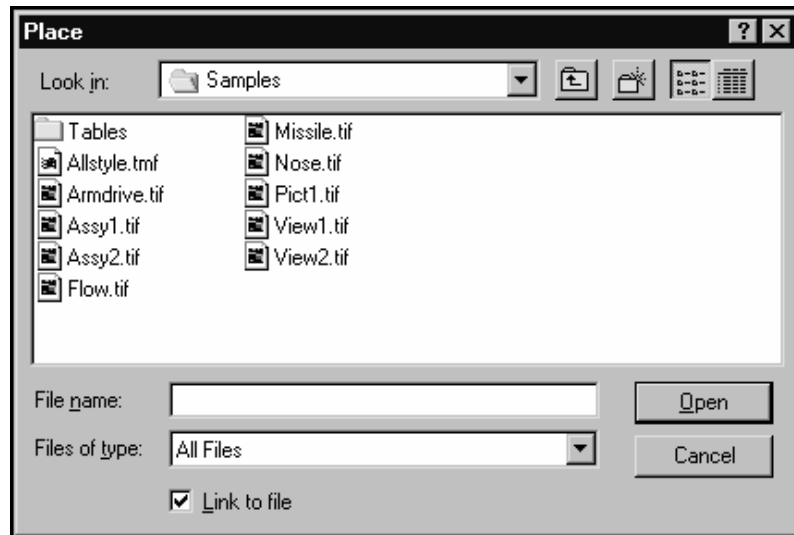 Place
Look in: Samples
Tables
Allstyle.tmf
Armdrive.tif
Assy1.tif
Assy2.tif
Flow.tif
Missile.tif
Nose.tif
Pict1.tif
View1.tif
View2.tif
File name:
Open
Files of type: All Files
Cancel
Link to file